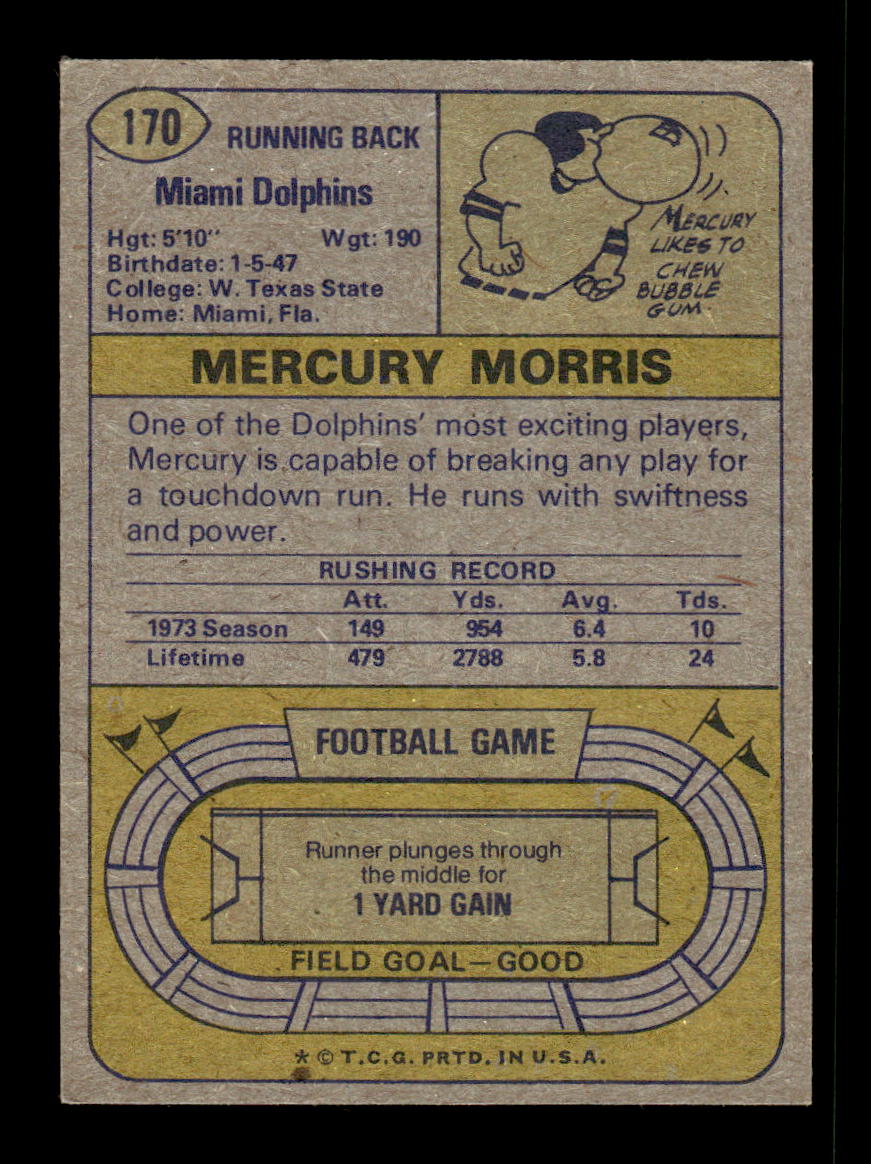 170
RUNNING BACK
Miami Dolphins
Hgt: 5'10" Wgt: 190
Birthdate: 1-5-47
College: W. Texas State
Home: Miami, Fla.
MERCURY
LIKES TO
CHEW
BUBBLE
GUM.
MERCURY MORRIS
One of the Dolphins' most exciting players,
Mercury is capable of breaking any play for
a touchdown run. He runs with swiftness
and power.
RUSHING RECORD
Att. Yds. Avg. Tds.
1973 Season 149 954 6.4 10
Lifetime 479 2788 5.8 24
FOOTBALL GAME
Runner plunges through
the middle for
1 YARD GAIN
FIELD GOAL—GOOD
* © T.C.G. PRTD. IN U.S.A.